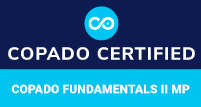 COPADO CERTIFIED
COPADO FUNDAMENTALS II MP